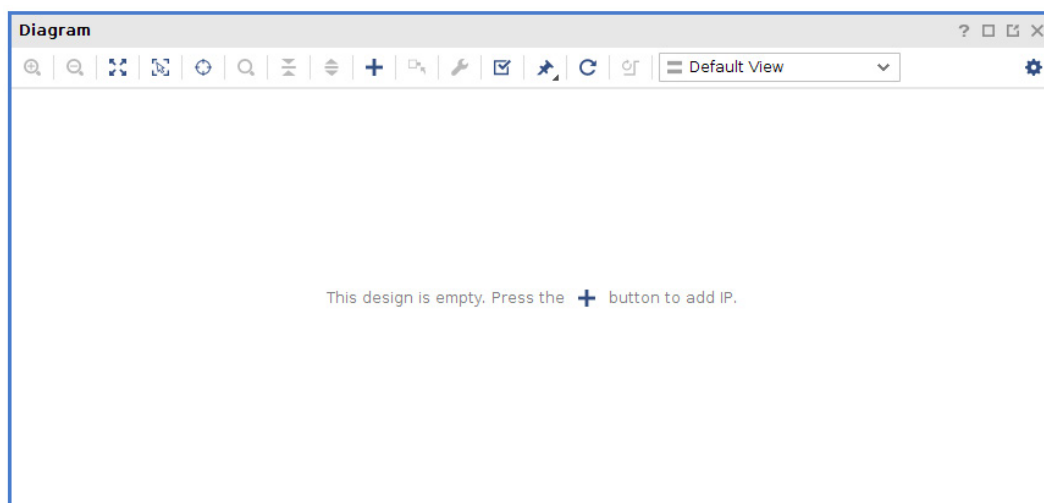 Diagram
Default View
This design is empty. Press the + button to add IP.